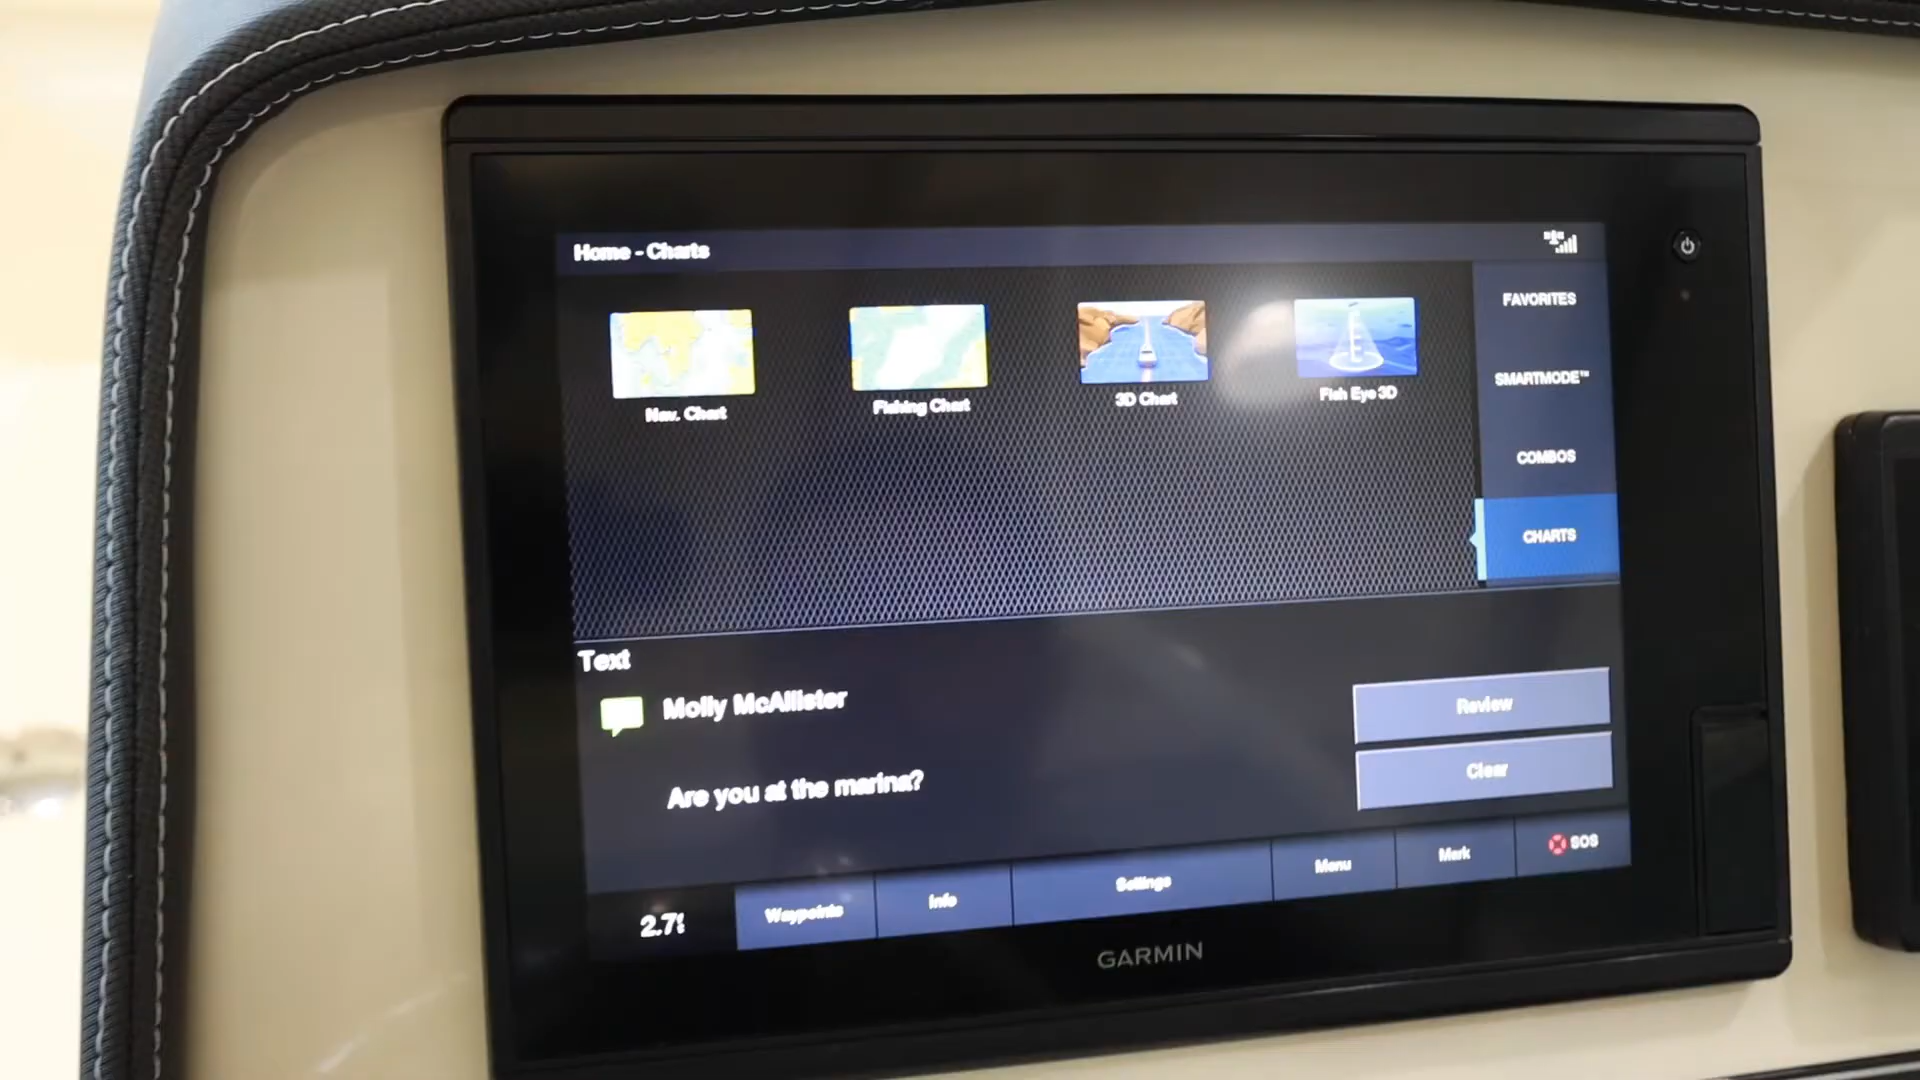 Home - Charts
FAVORITES
Nav. Chart
Fishing Chart
3D Chart
Fish Eye 3D
SMARTMODE™
COMBOS
CHARTS
Text
Molly McAllister
Review
Are you at the marina?
Clear
Waypoints
Info
Settings
Menu
Mark
SOS
GARMIN